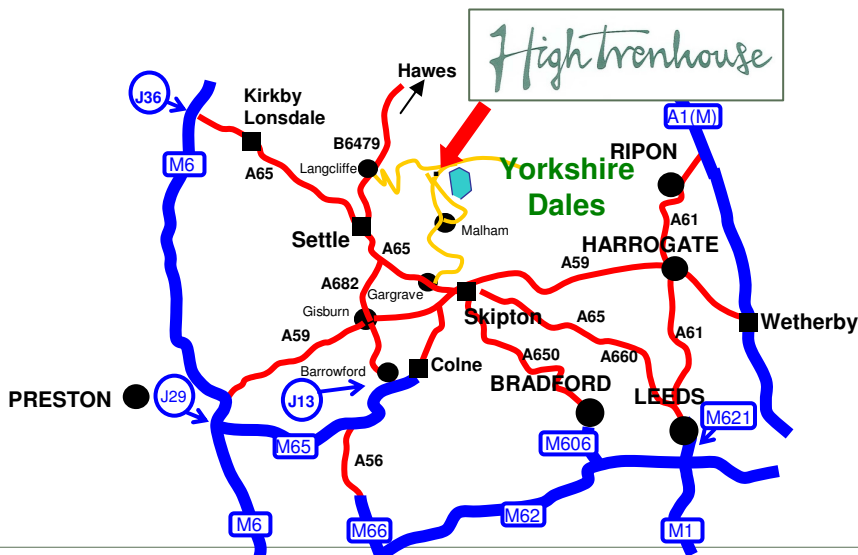 High Trenhouse
Hawes
J36
Kirkby
Lonsdale
A1(M)
B6479
RIPON
M6
Langcliffe
Yorkshire
Dales
A65
A61
Malham
Settle
HARROGATE
A65
A59
A682
Gargrave
Gisburn
Skipton
A65
Wetherby
A59
A61
A650
A660
Colne
Barrowford
BRADFORD
PRESTON
J29
J13
LEEDS
M621
M65
M606
A56
M62
M6
M66
M1